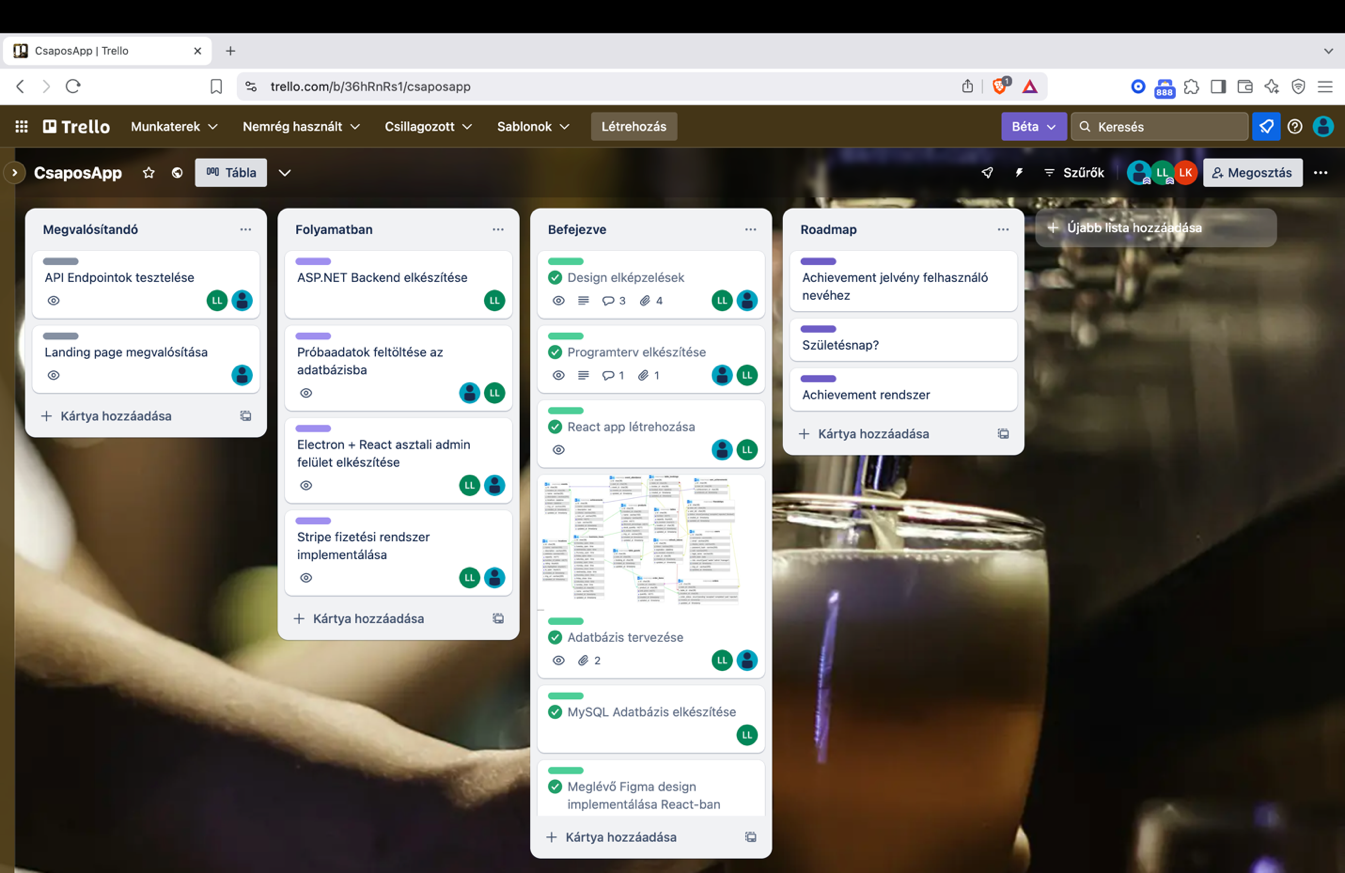 CsaposApp | Trello
trello.com/b/36hRnRs1/csaposapp
1
888
Trello
Munkaterek
Nemrég használt
Csillagozott
Sablonok
Létrehozás
Béta
Keresés
CsaposApp
Tábla
Szűrők
LL
LK
Megosztás
Megvalósítandó
API Endpointok tesztelése
LL
Landing page megvalósítása
Kártya hozzáadása
Folyamatban
ASP.NET Backend elkészítése
LL
Próbaadatok feltöltése az
adatbázisba
LL
Electron + React asztali admin
felület elkészítése
LL
Stripe fizetési rendszer
implementálása
LL
Kártya hozzáadása
Befejezve
Design elképzelések
3
4
LL
Programterv elkészítése
1
1
LL
React app létrehozása
LL
Adatbázis tervezése
2
LL
MySQL Adatbázis elkészítése
LL
Meglévő Figma design
implementálása React-ban
Kártya hozzáadása
Roadmap
Achievement jelvény felhasználó
nevéhez
Születésnap?
Achievement rendszer
Kártya hozzáadása
Újabb lista hozzáadása